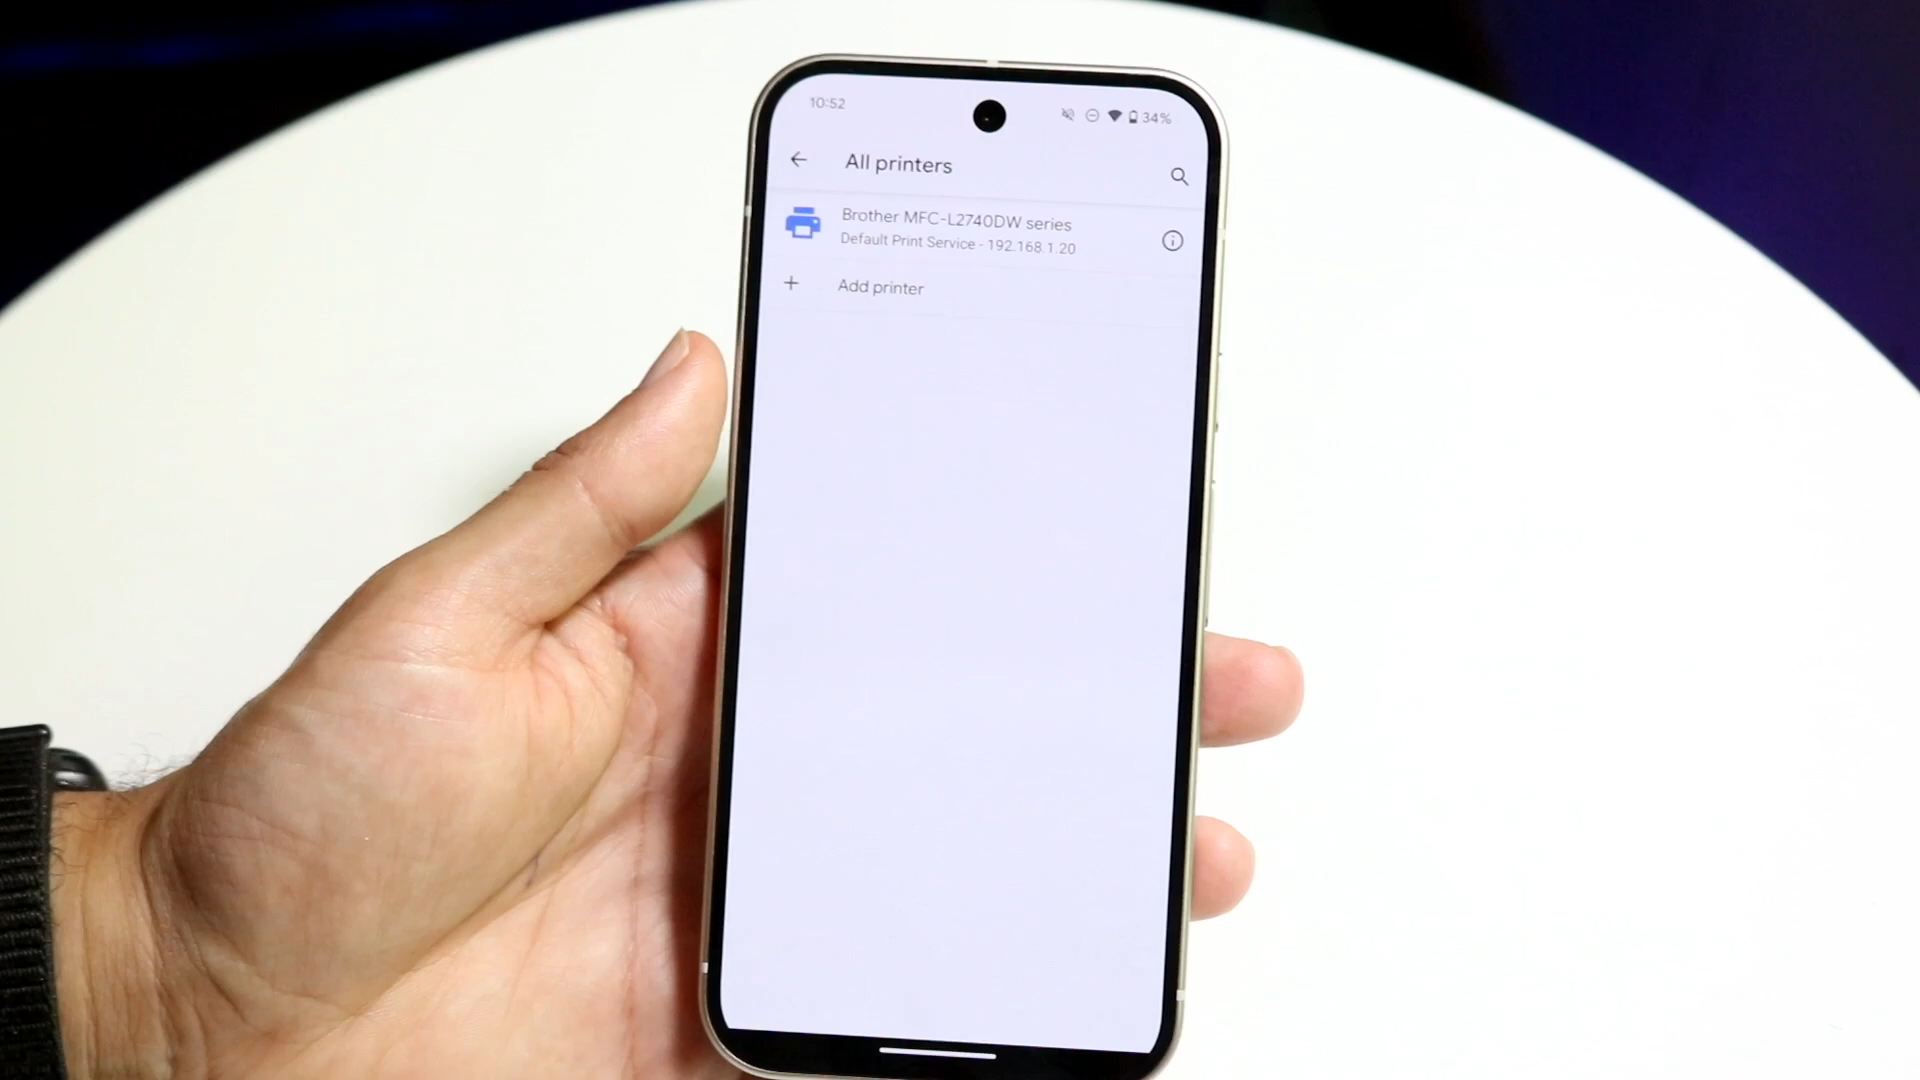 10:52
34%
All printers
Brother MFC-L2740DW series
Default Print Service - 192.168.1.20
Add printer